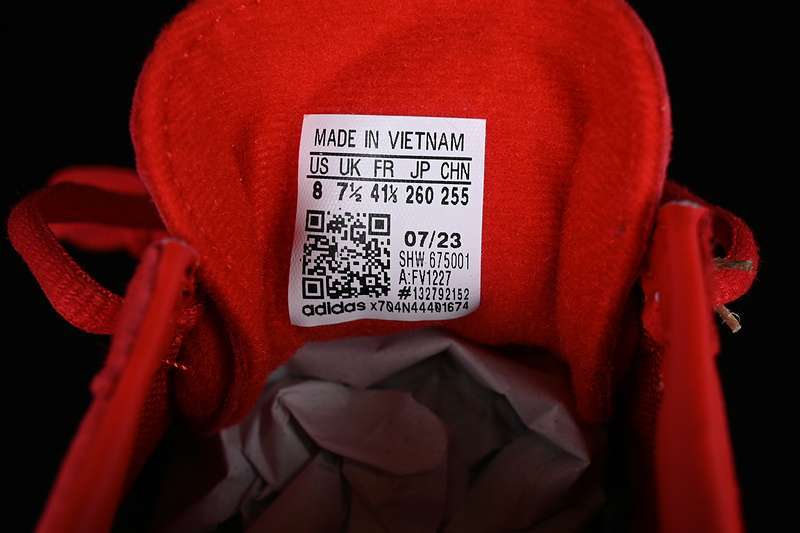 MADE IN VIETNAM
US UK FR JP CHN
8 7½ 41⅓ 260 255
07/23
SHW 675001
A:FV1227
#132792152
adidas x704N44401674